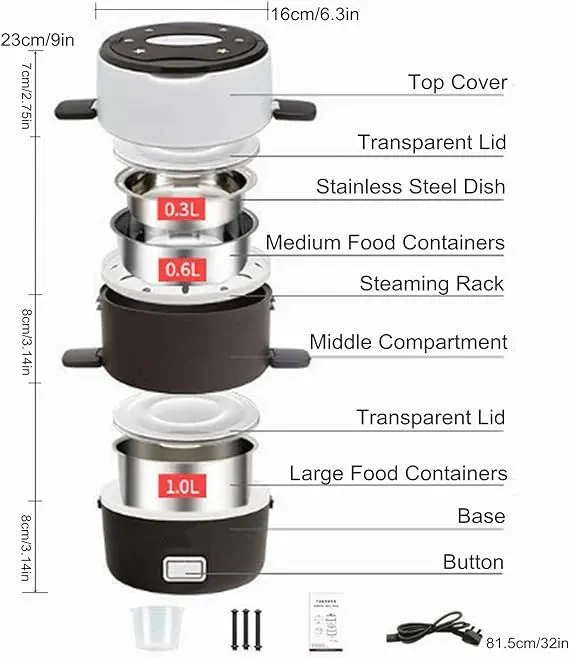 16cm/6.3in
23cm/9in
7cm/2.75in
Top Cover
Transparent Lid
Stainless Steel Dish
0.3L
Medium Food Containers
0.6L
Steaming Rack
8cm/3.14in
Middle Compartment
Transparent Lid
Large Food Containers
1.0L
Base
8cm/3.14in
Button
81.5cm/32in